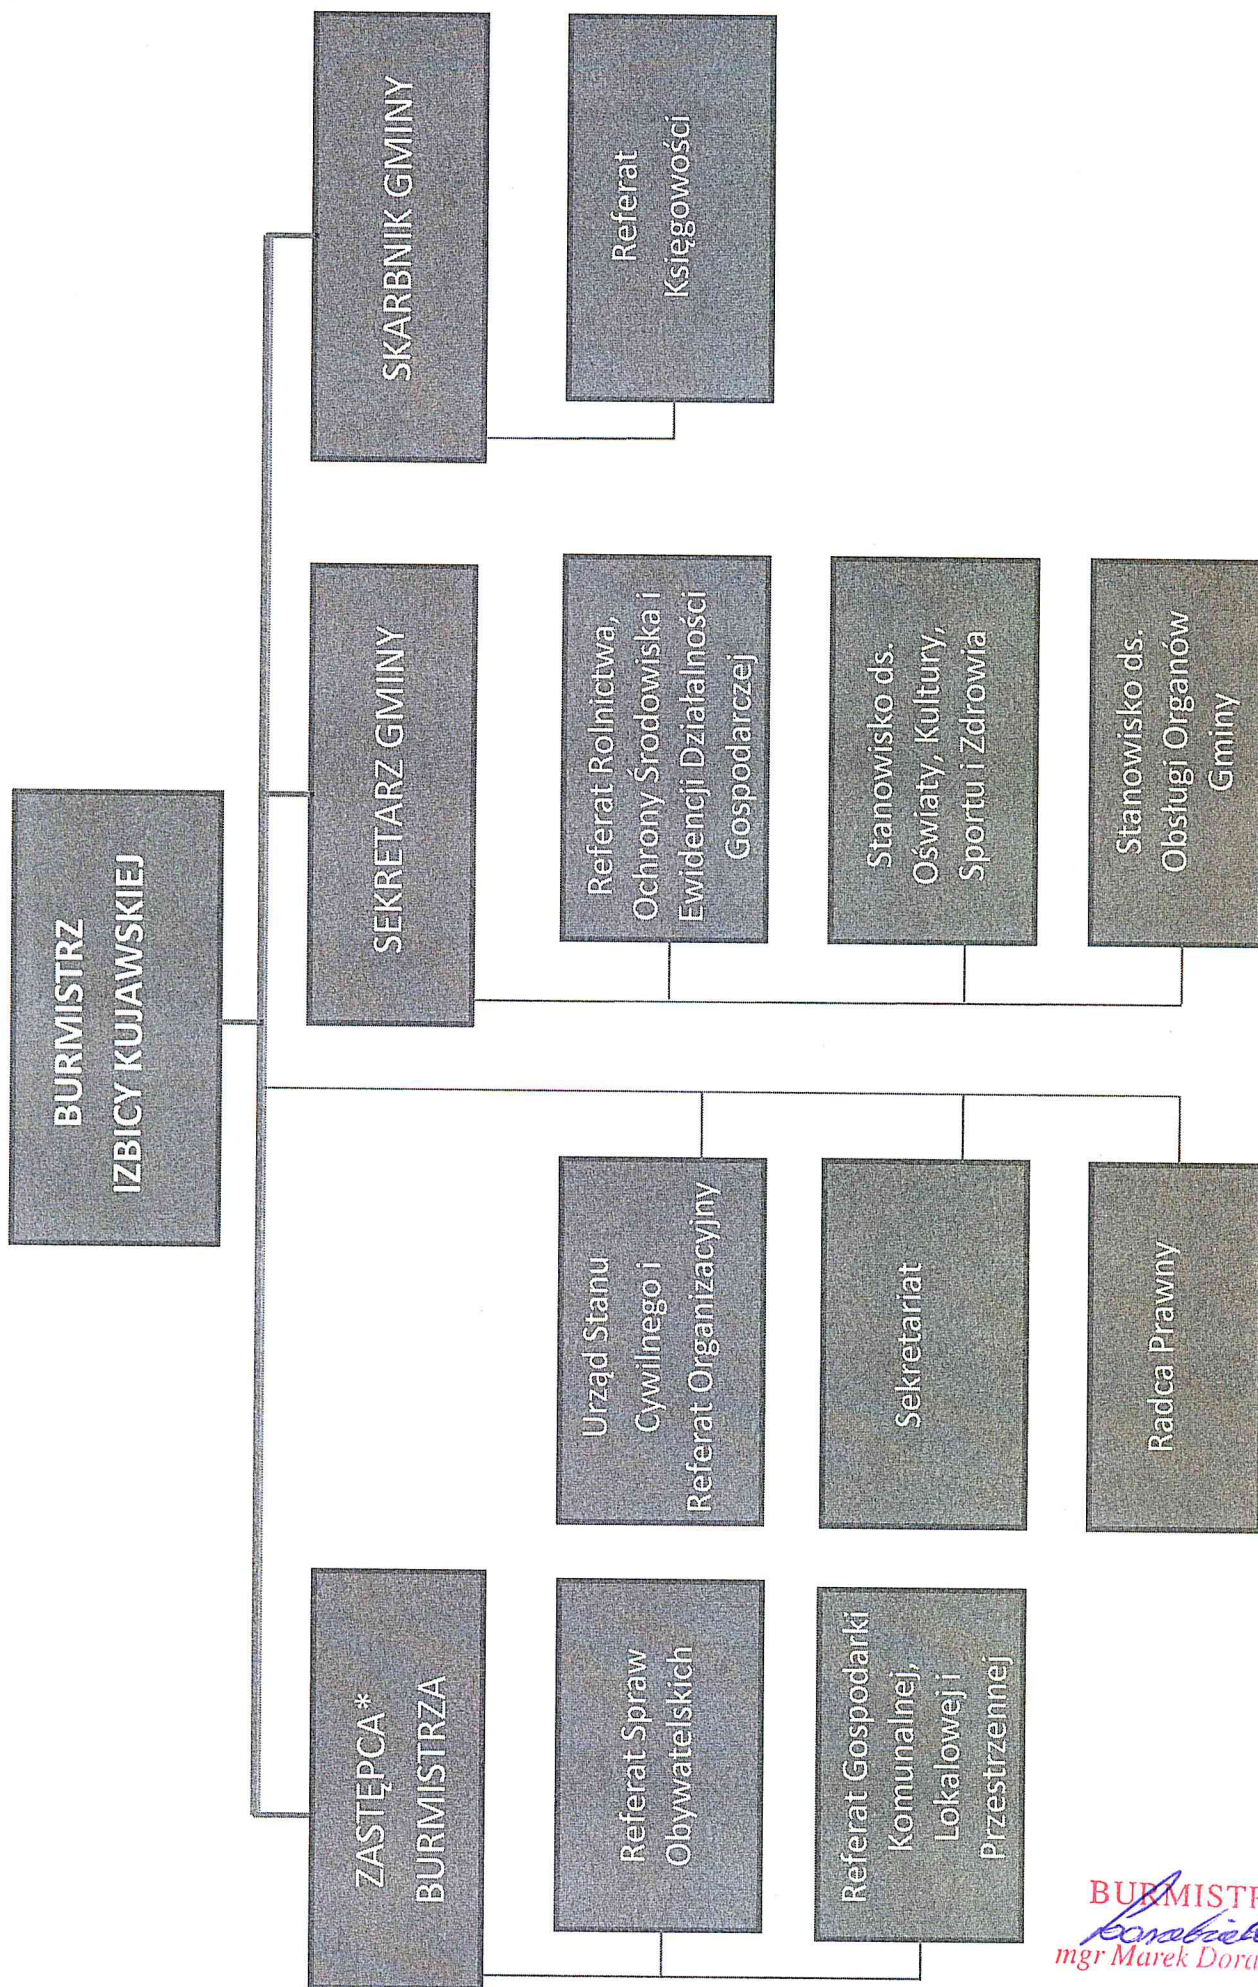 BURMISTRZ
IZBICY KUJAWSKIEJ
ZASTĘPCA*
BURMISTRZA
SEKRETARZ GMINY
SKARBNIK GMINY
Referat Spraw
Obywatelskich
Referat Gospodarki
Komunalnej,
Lokalowej i
Przestrzennej
Urząd Stanu
Cywilnego i
Referat Organizacyjny
Sekretariat
Radca Prawny
Referat Rolnictwa,
Ochrony Środowiska i
Ewidencji Działalności
Gospodarczej
Stanowisko ds.
Oświaty, Kultury,
Sportu i Zdrowia
Stanowisko ds.
Obsługi Organów
Gminy
Referat
Księgowości
mgr Marek